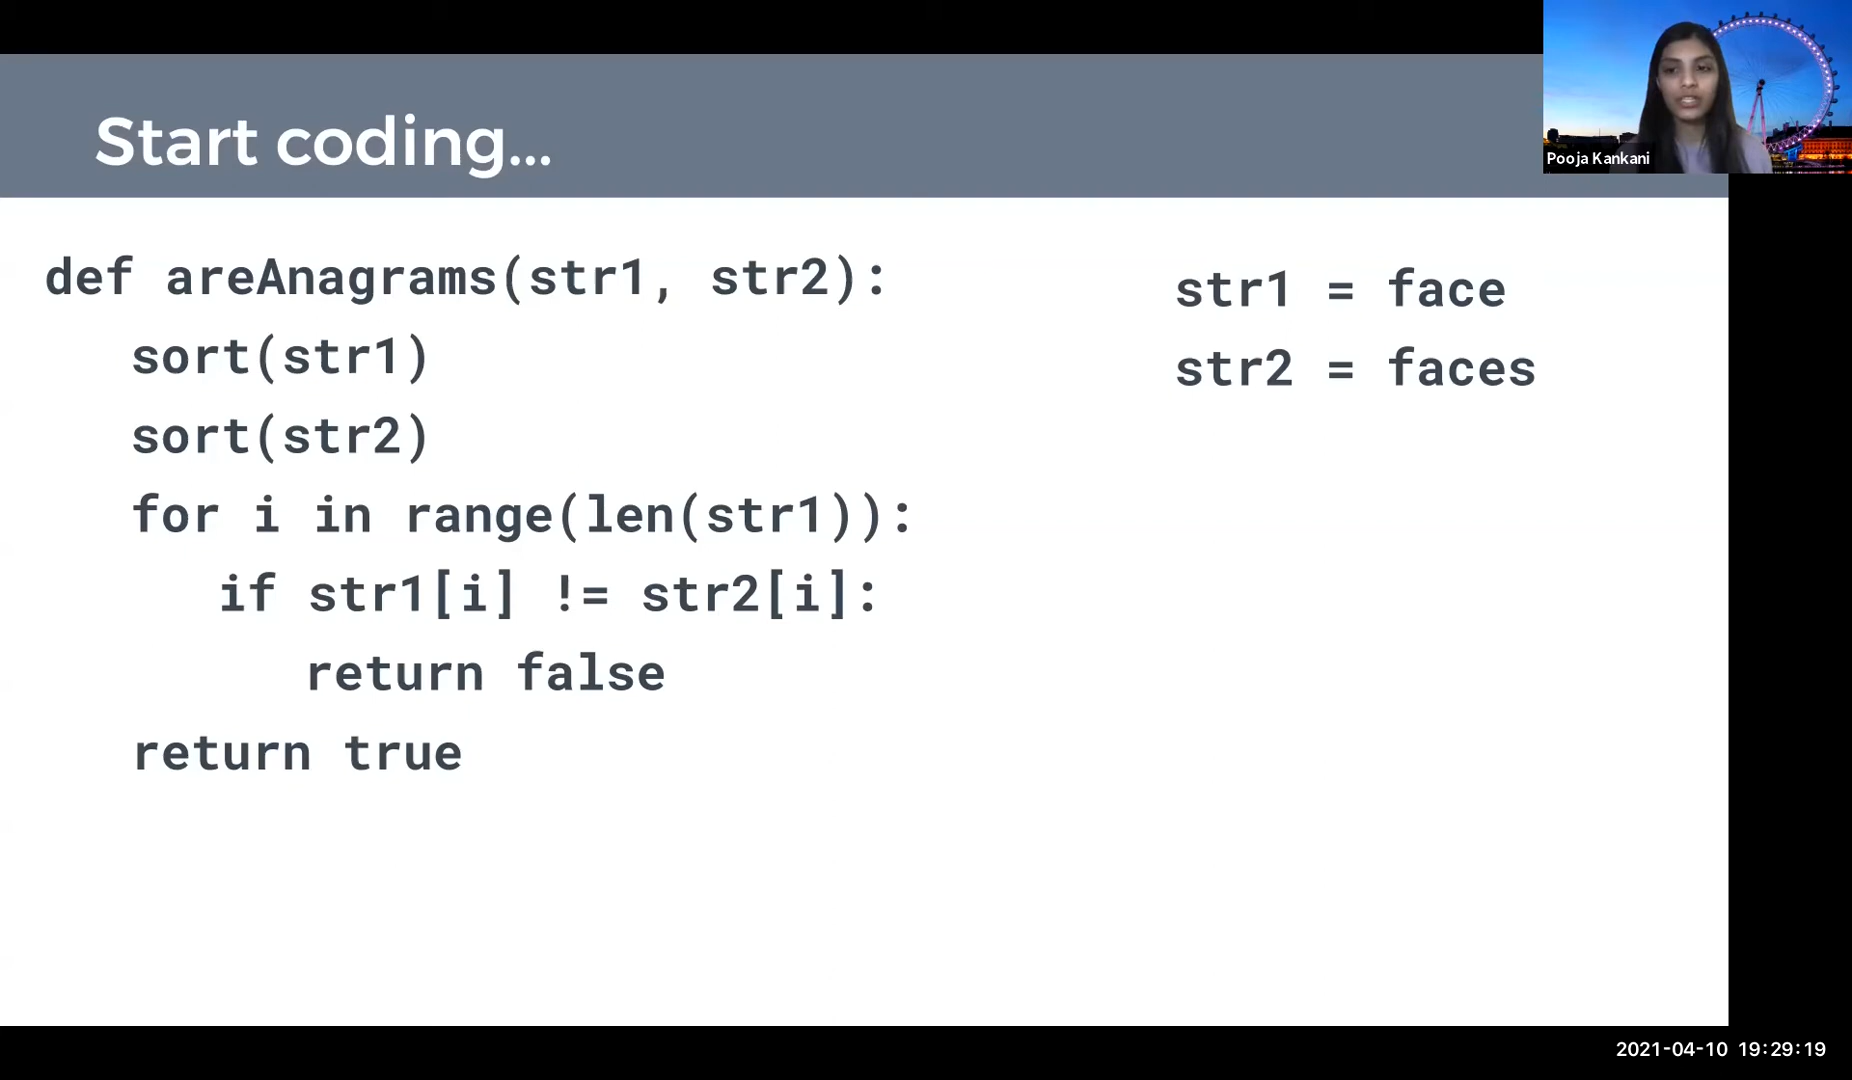 Start coding...
Pooja Kankani
def areAnagrams(str1, str2):
sort(str1)
sort(str2)
for i in range(len(str1)):
if str1[i] != str2[i]:
return false
return true
str1 = face
str2 = faces
2021-04-10 19:29:19